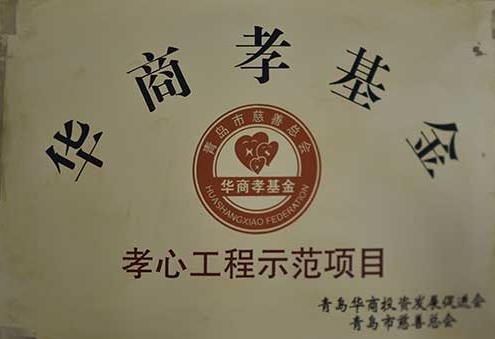 华商孝基金
青岛市慈善总会
华商孝基金
HUASHANGXIAO FEDERATION
孝心工程示范项目
青岛华商投资发展促进会
青岛市慈善总会